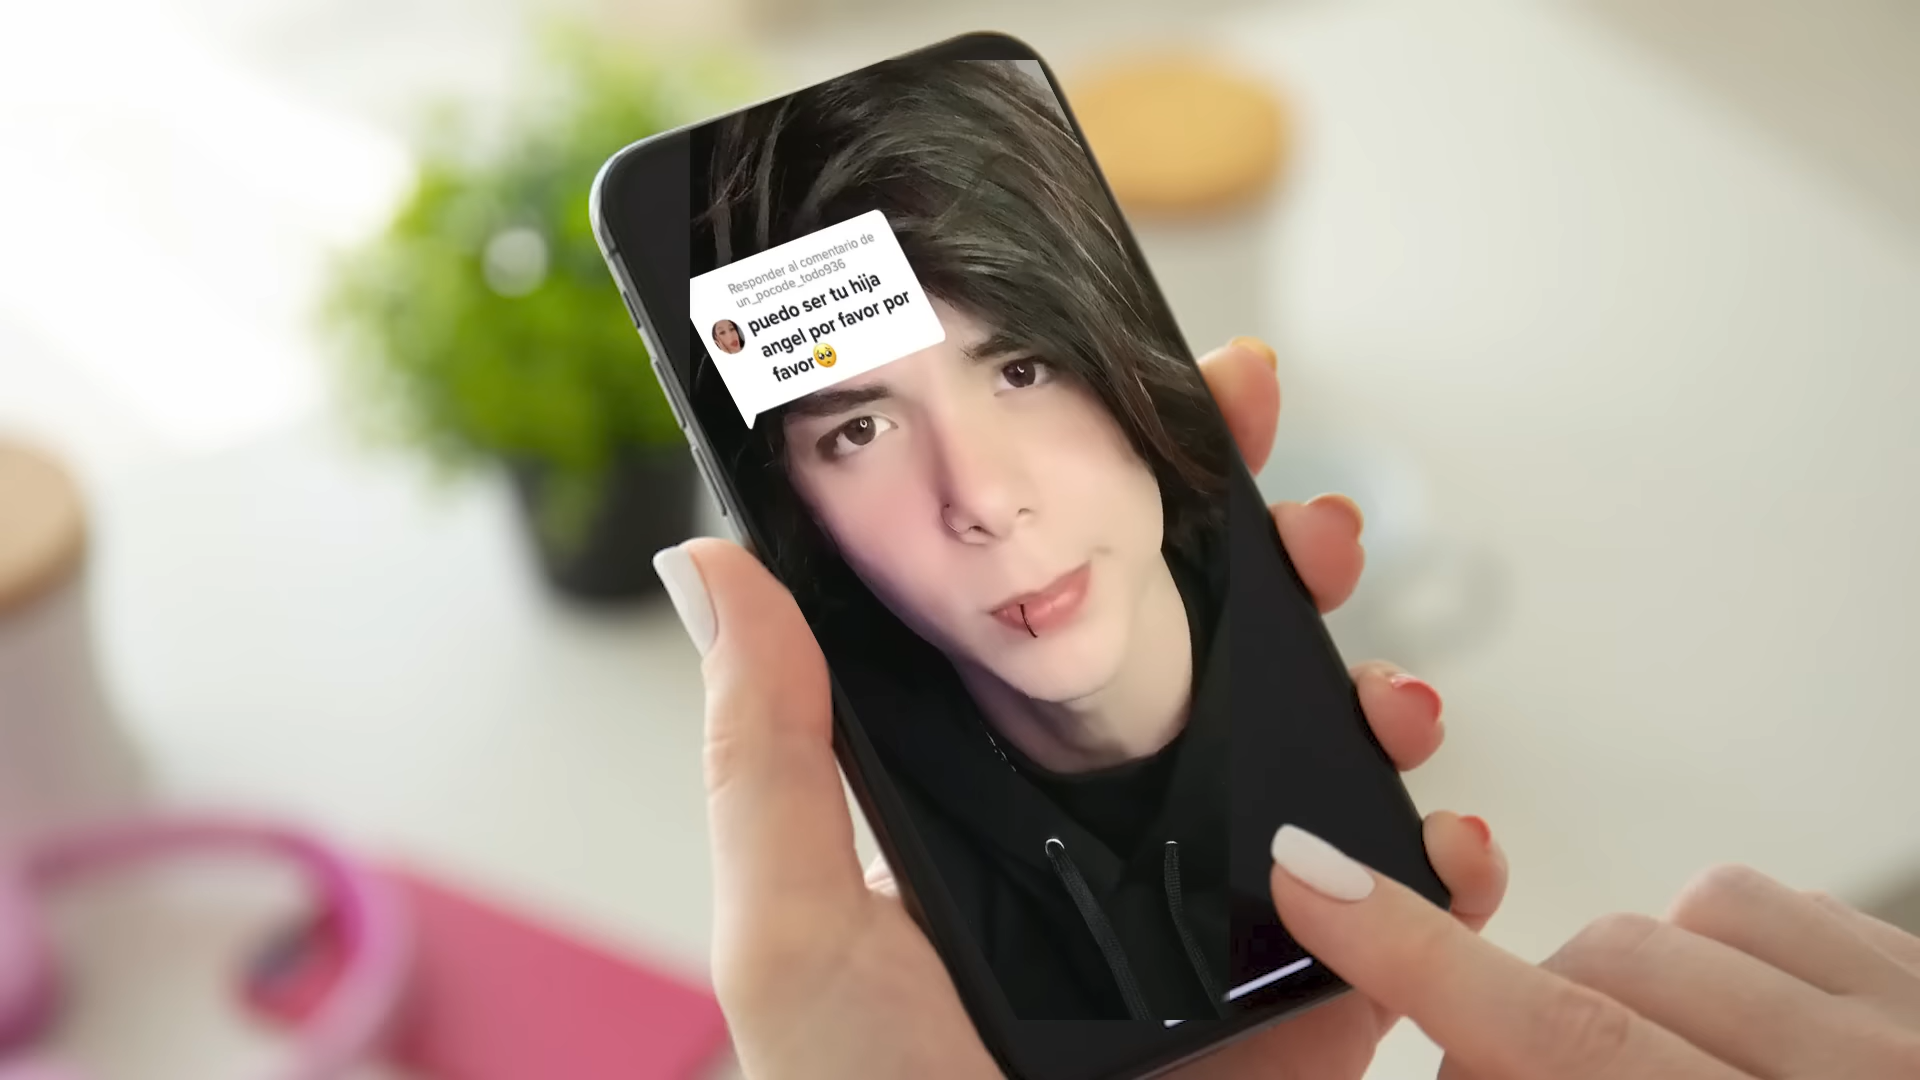 Responder al comentario de
un_pocode_todo936
puedo ser tu hija
angel por favor por
favor🥺